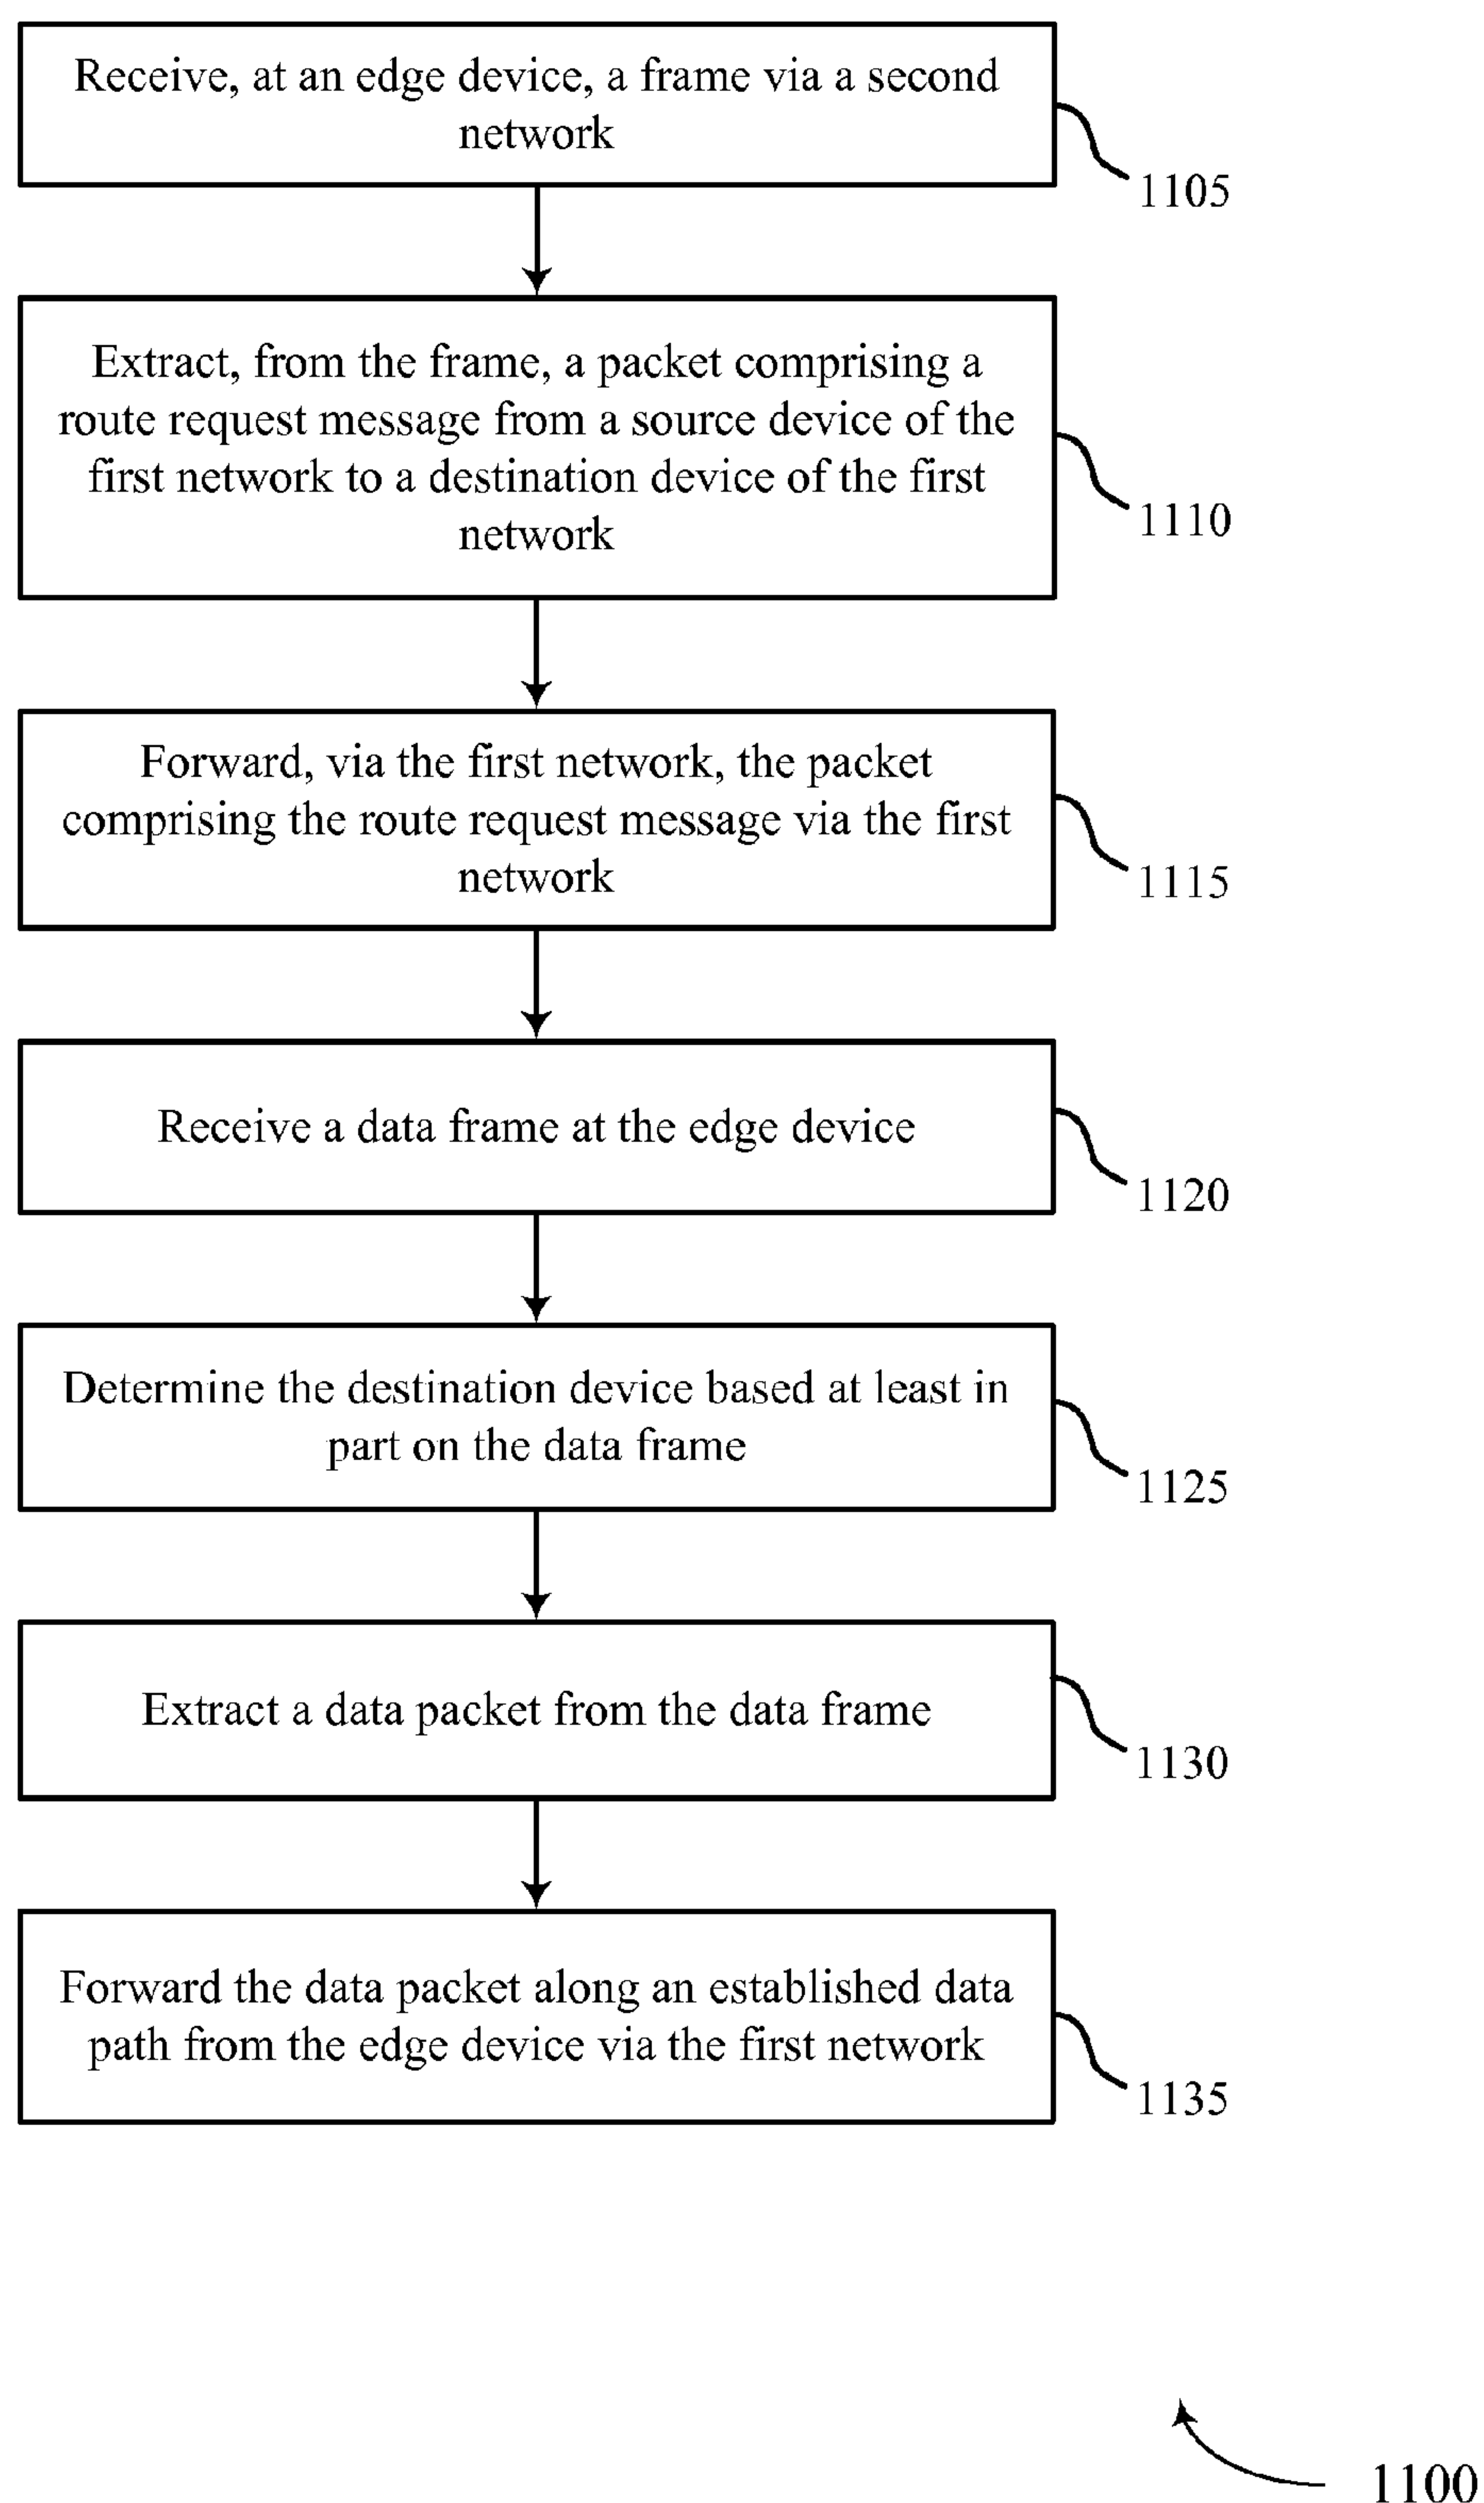 Receive, at an edge device, a frame via a second
network
1105
Extract, from the frame, a packet comprising a
route request message from a source device of the
first network to a destination device of the first
network
1110
Forward, via the first network, the packet
comprising the route request message via the first
network
1115
Receive a data frame at the edge device
1120
Determine the destination device based at least in
part on the data frame
1125
Extract a data packet from the data frame
1130
Forward the data packet along an established data
path from the edge device via the first network
1135
1100